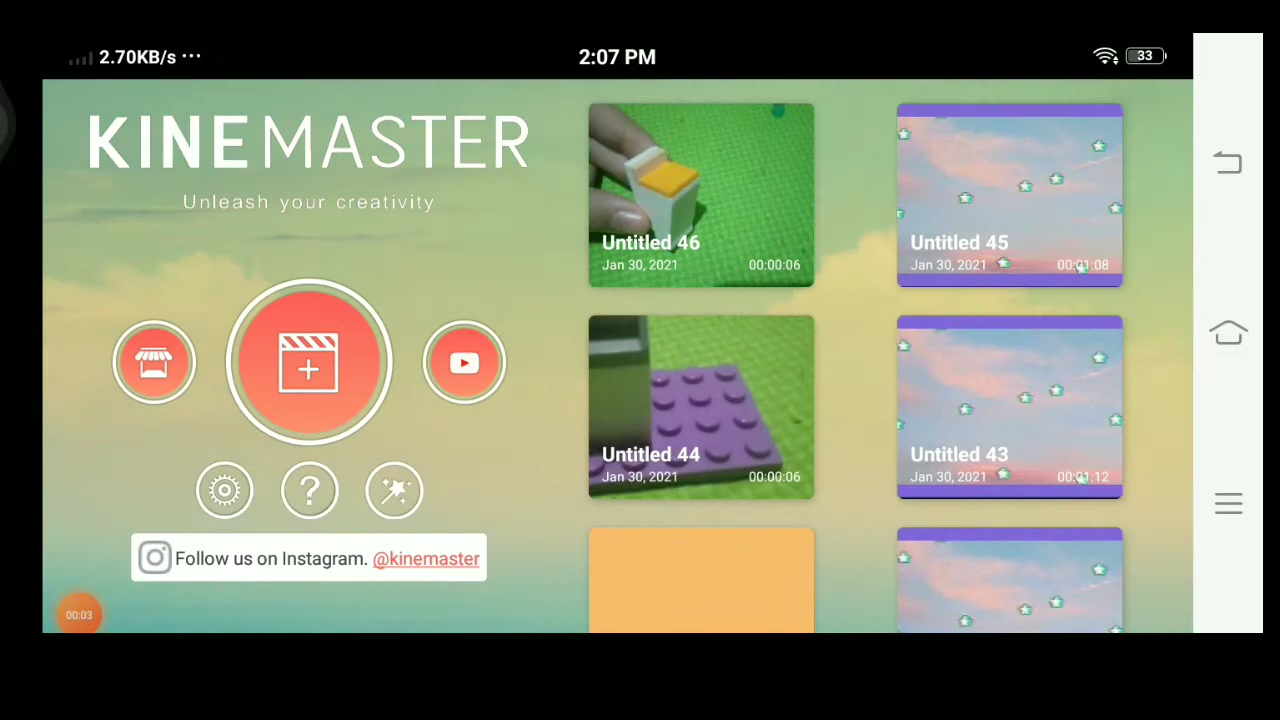 2.70KB/s ...
2:07 PM
33
KINEMASTER
Unleash your creativity
Follow us on Instagram. @kinemaster
00:03
Untitled 46
Jan 30, 2021 00:00:06
Untitled 45
Jan 30, 2021 00:01:08
Untitled 44
Jan 30, 2021 00:00:06
Untitled 43
Jan 30, 2021 00:01:12